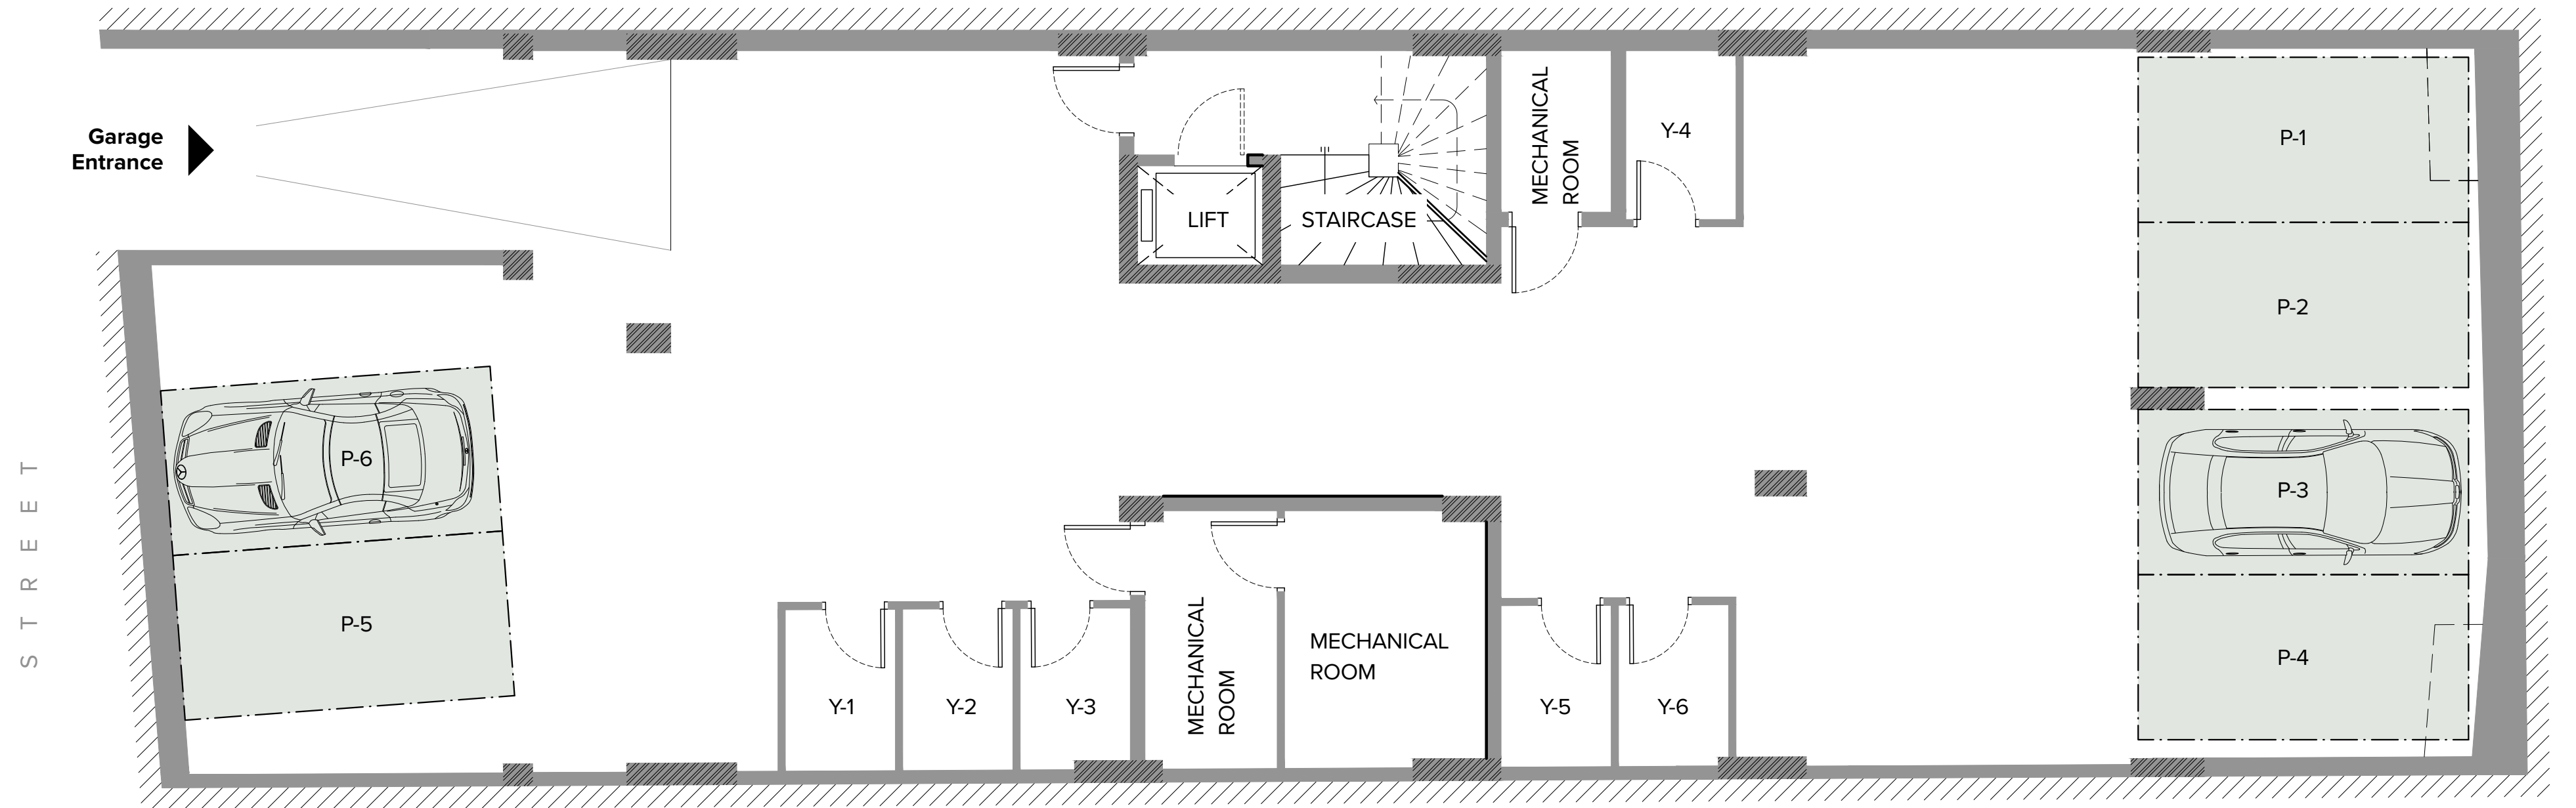 Garage
Entrance
STREET
P-6
P-5
LIFT
STAIRCASE
MECHANICAL
ROOM
Y-4
Y-1
Y-2
Y-3
MECHANICAL
ROOM
MECHANICAL
ROOM
Y-5
Y-6
P-1
P-2
P-3
P-4